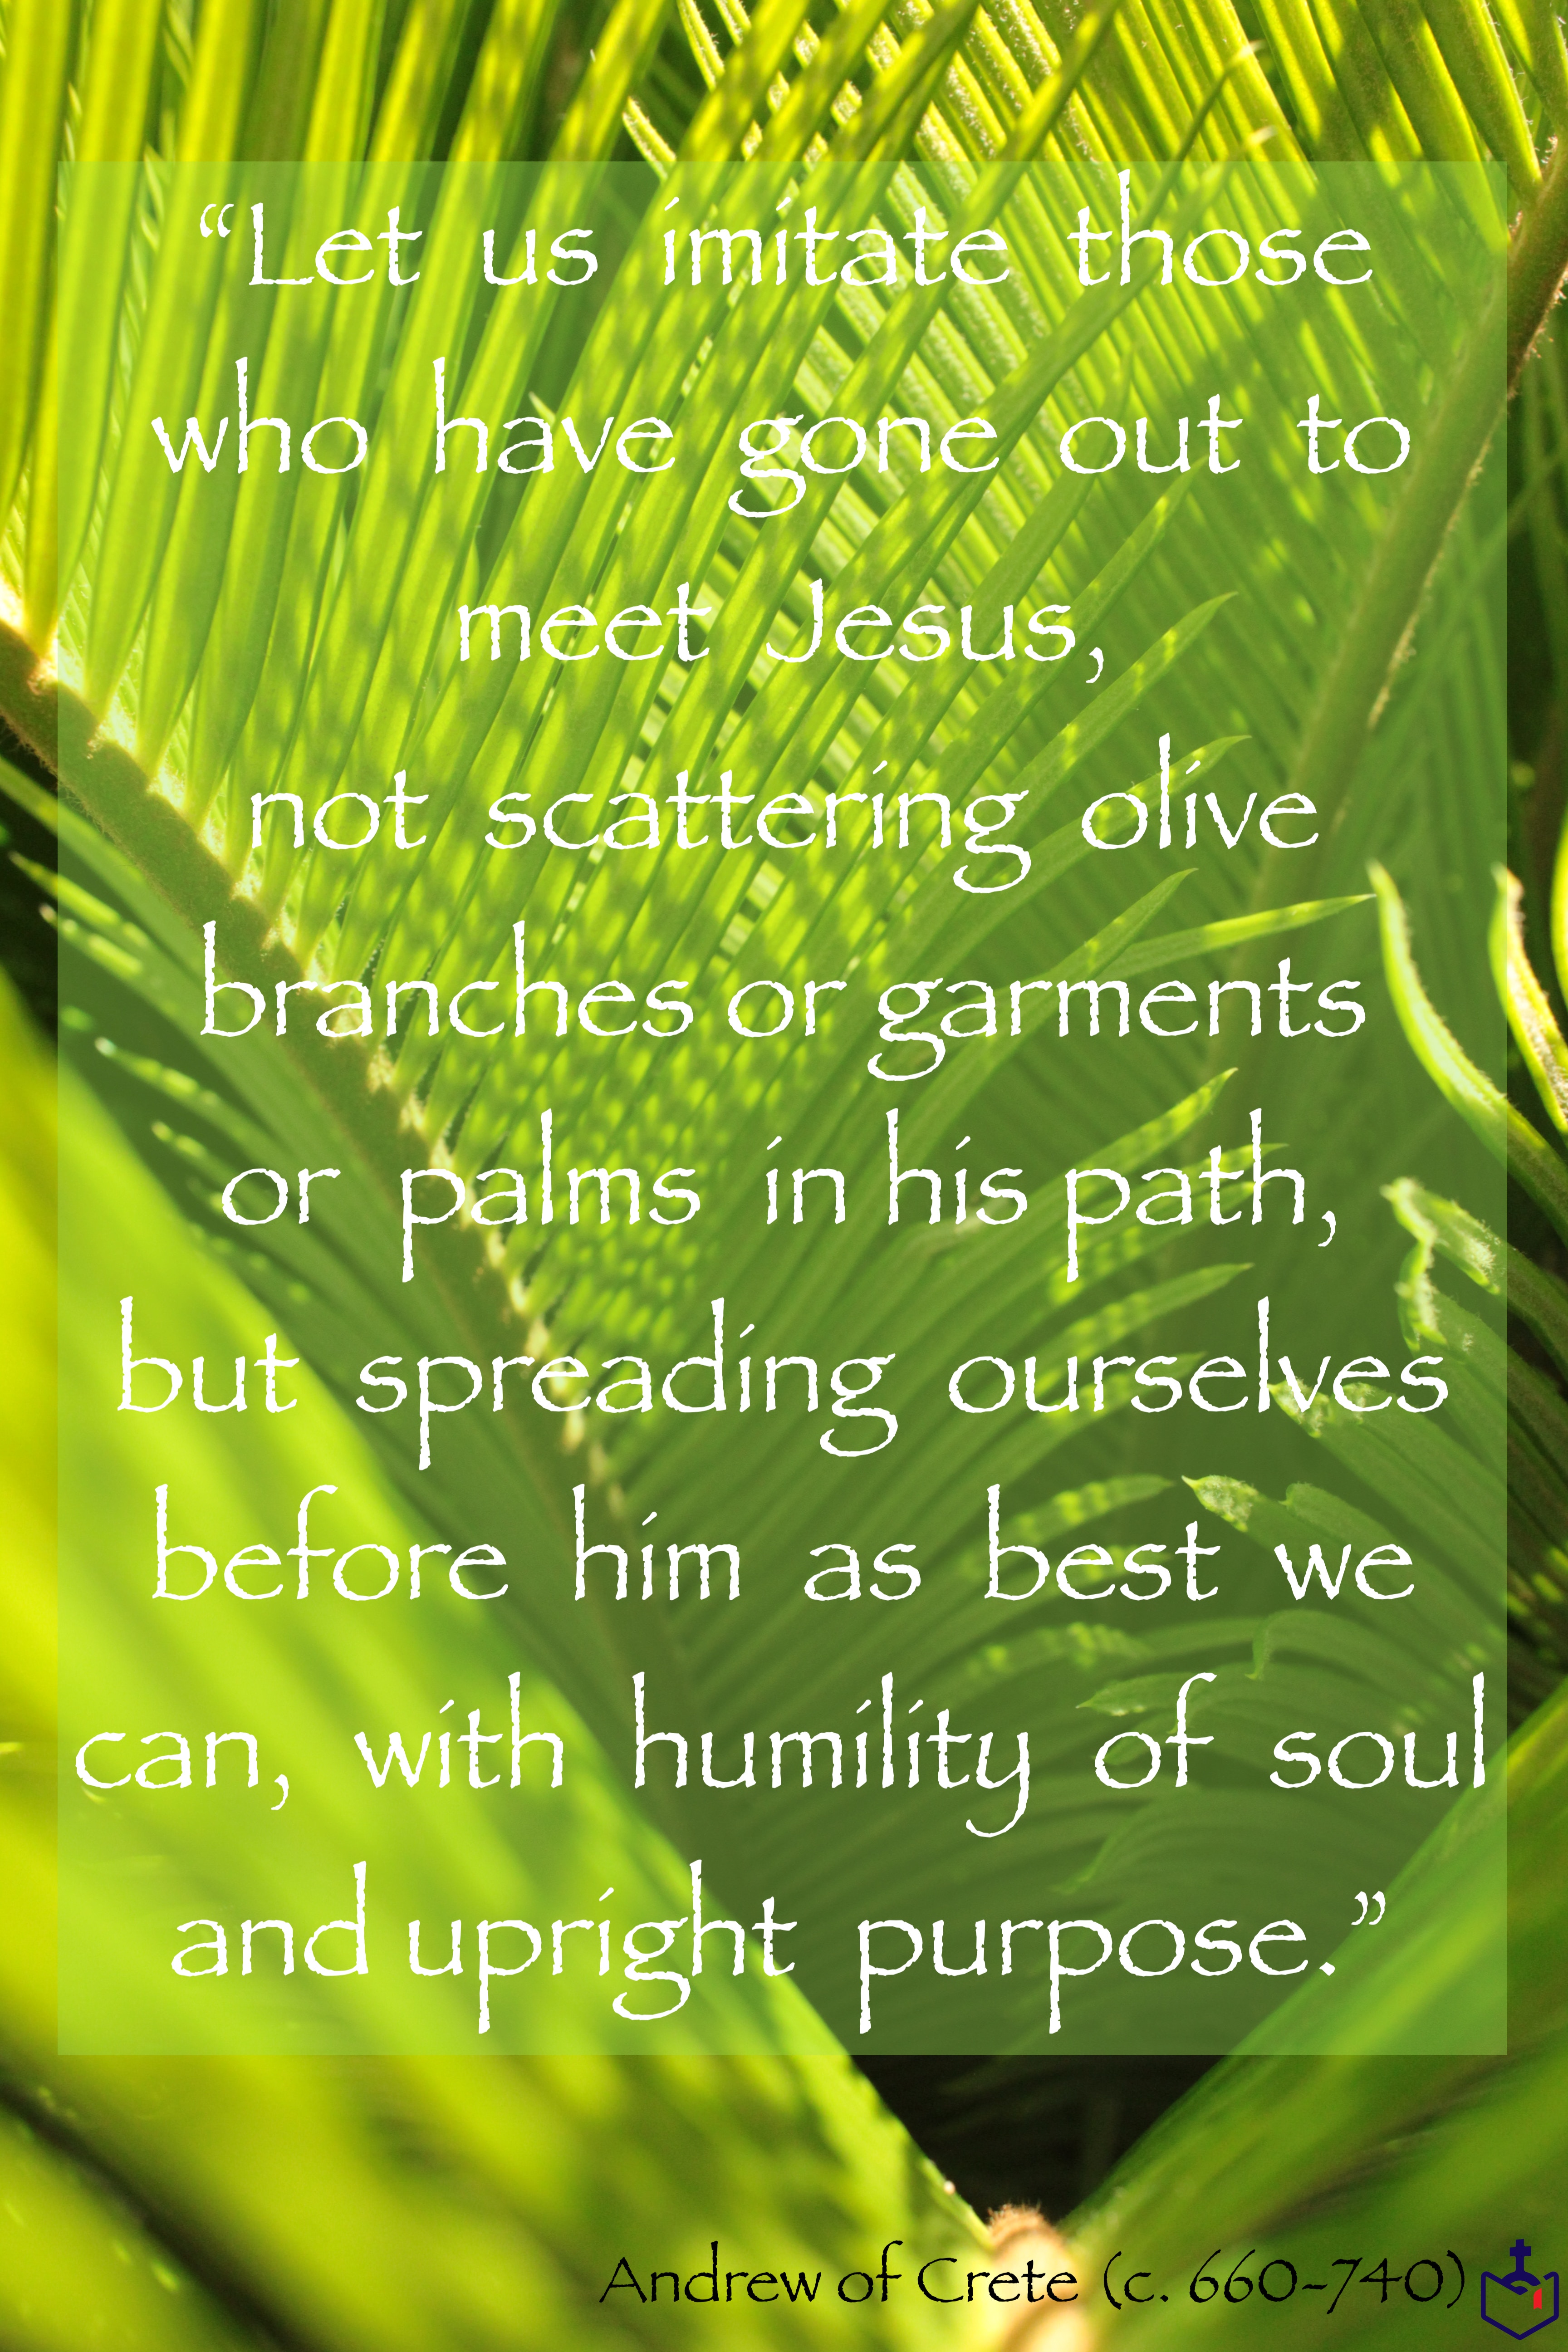 “Let us imitate those
who have gone out to
meet Jesus,
not scattering olive
branches or garments
or palms in his path,
but spreading ourselves
before him as best we
can, with humility of soul
and upright purpose.”
Andrew of Crete (c. 660-740)